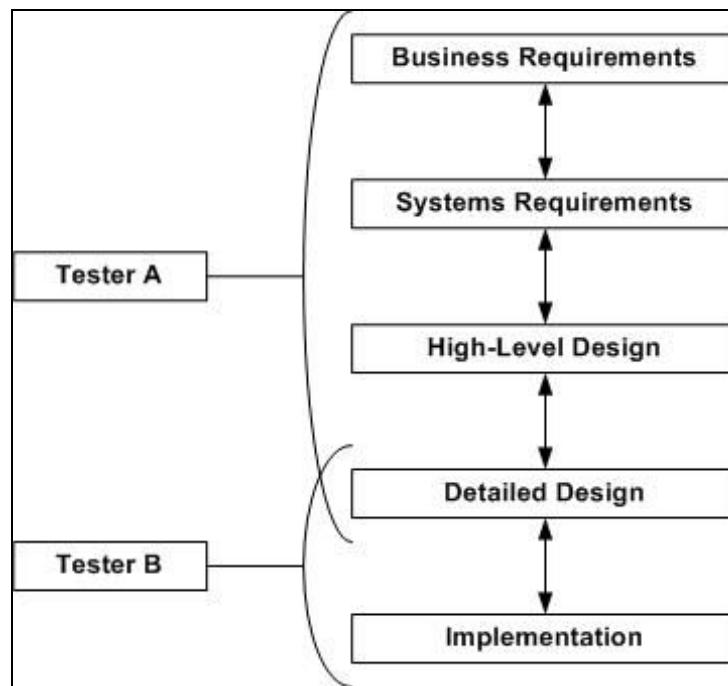 Business Requirements
Systems Requirements
Tester A
High-Level Design
Detailed Design
Tester B
Implementation